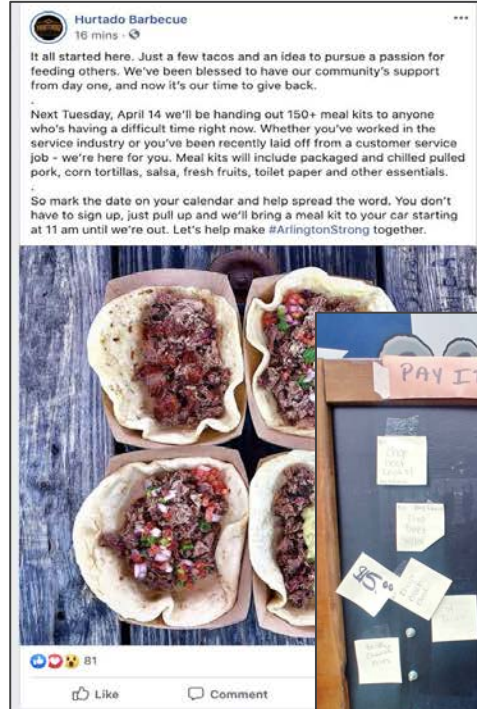 Hurtado Barbecue
16 mins ·
It all started here. Just a few tacos and an idea to pursue a passion for
feeding others. We've been blessed to have our community's support
from day one, and now it's our time to give back.
.
Next Tuesday, April 14 we'll be handing out 150+ meal kits to anyone
who's having a difficult time right now. Whether you've worked in the
service industry or you've been recently laid off from a customer service
job - we're here for you. Meal kits will include packaged and chilled pulled
pork, corn tortillas, salsa, fresh fruits, toilet paper and other essentials.
.
So mark the date on your calendar and help spread the word. You don't
have to sign up, just pull up and we'll bring a meal kit to your car starting
at 11 am until we're out. Let's help make #ArlingtonStrong together.
PAY IT
$5.00
81
Like
Comment